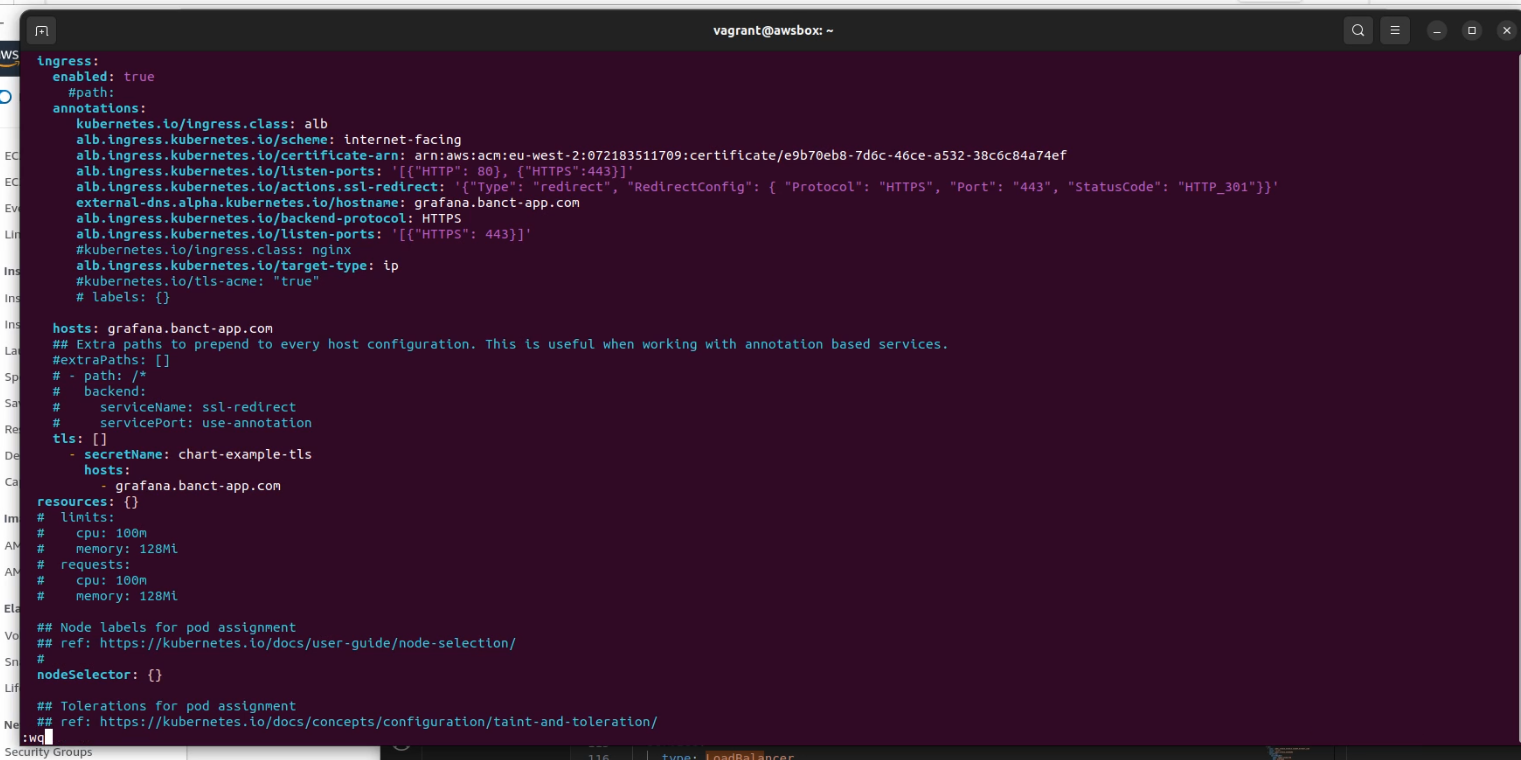 vagrant@awsbox: ~
ingress:
enabled: true
#path:
annotations:
kubernetes.io/ingress.class: alb
alb.ingress.kubernetes.io/scheme: internet-facing
alb.ingress.kubernetes.io/certificate-arn: arn:aws:acm:eu-west-2:072183511709:certificate/e9b70eb8-7d6c-46ce-a532-38c6c84a74ef
alb.ingress.kubernetes.io/listen-ports: '[{"HTTP": 80}, {"HTTPS":443}]'
alb.ingress.kubernetes.io/actions.ssl-redirect: '{"Type": "redirect", "RedirectConfig": { "Protocol": "HTTPS", "Port": "443", "StatusCode": "HTTP_301"}}'
external-dns.alpha.kubernetes.io/hostname: grafana.banct-app.com
alb.ingress.kubernetes.io/backend-protocol: HTTPS
alb.ingress.kubernetes.io/listen-ports: '[{"HTTPS": 443}]'
#kubernetes.io/ingress.class: nginx
alb.ingress.kubernetes.io/target-type: ip
#kubernetes.io/tls-acme: "true"
# labels: {}
hosts: grafana.banct-app.com
## Extra paths to prepend to every host configuration. This is useful when working with annotation based services.
#extraPaths: []
# - path: /*
#   backend:
#     serviceName: ssl-redirect
#     servicePort: use-annotation
tls: []
- secretName: chart-example-tls
hosts:
- grafana.banct-app.com
resources: {}
#  limits:
#    cpu: 100m
#    memory: 128Mi
#  requests:
#    cpu: 100m
#    memory: 128Mi
## Node labels for pod assignment
## ref: https://kubernetes.io/docs/user-guide/node-selection/
#
nodeSelector: {}
## Tolerations for pod assignment
## ref: https://kubernetes.io/docs/concepts/configuration/taint-and-toleration/
:wq
Security Groups
116 type: LoadBalancer